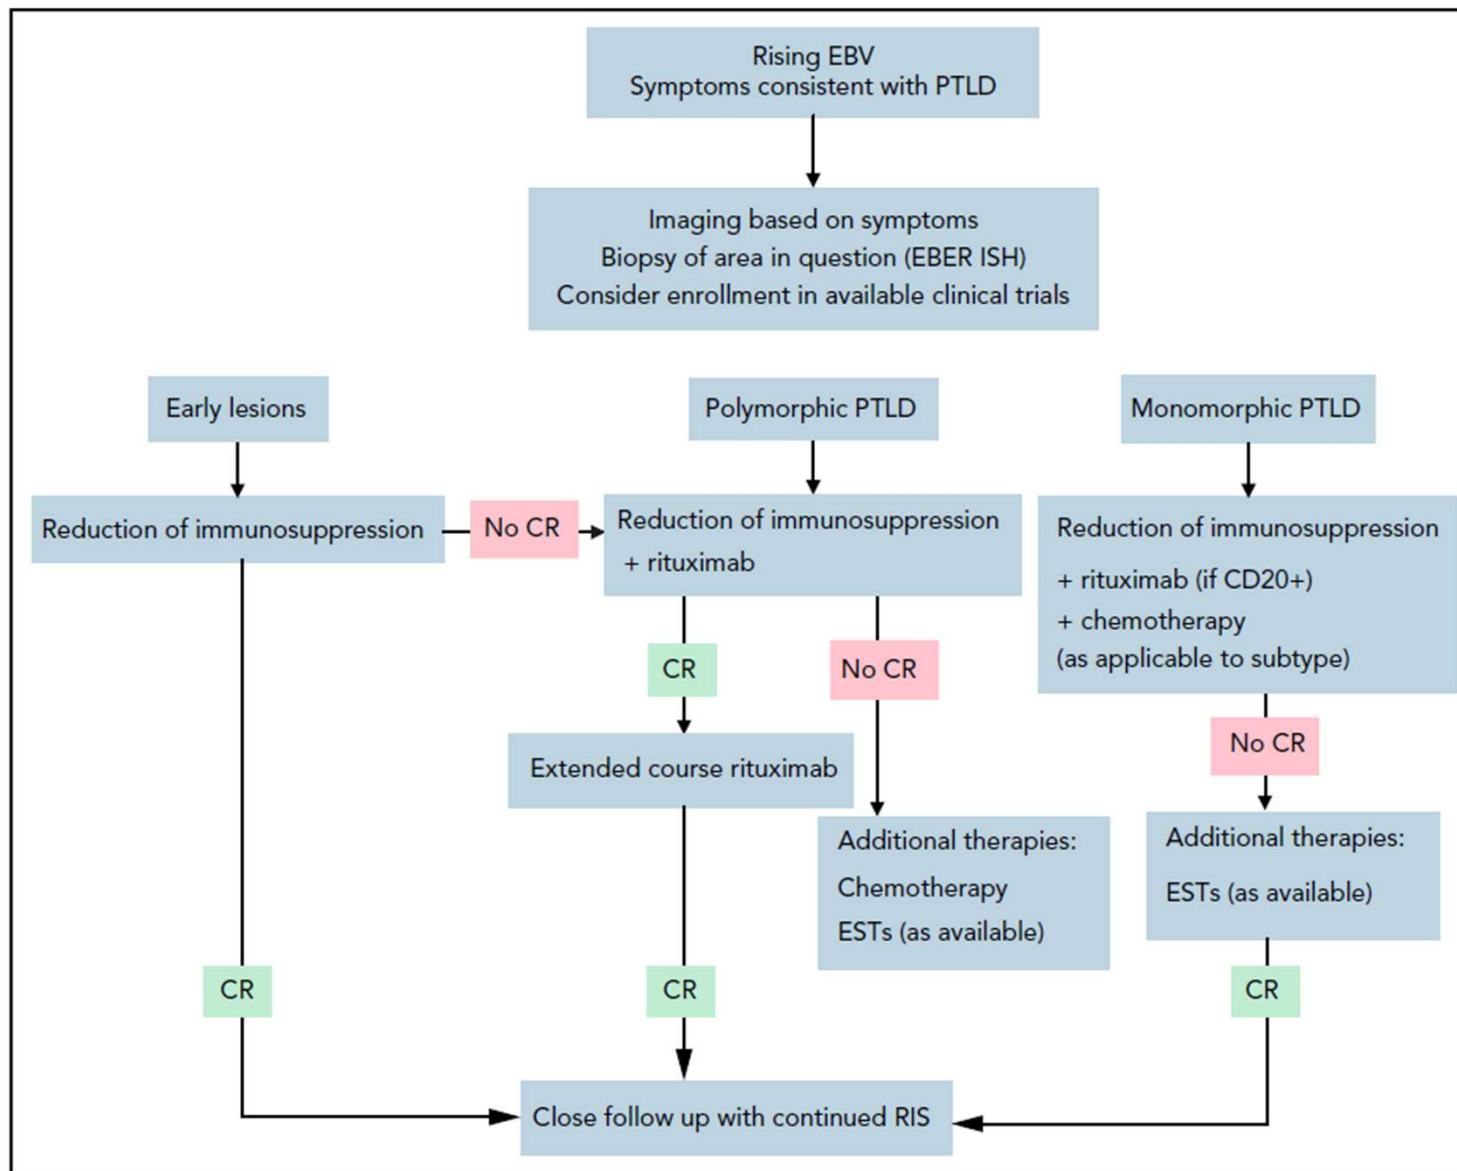 Rising EBV
Symptoms consistent with PTLD
Imaging based on symptoms
Biopsy of area in question (EBER ISH)
Consider enrollment in available clinical trials
Early lesions
Polymorphic PTLD
Monomorphic PTLD
Reduction of immunosuppression
No CR
Reduction of immunosuppression
+ rituximab
Reduction of immunosuppression
+ rituximab (if CD20+)
+ chemotherapy
(as applicable to subtype)
CR
No CR
No CR
Extended course rituximab
Additional therapies:
Chemotherapy
ESTs (as available)
Additional therapies:
ESTs (as available)
CR
CR
CR
Close follow up with continued RIS